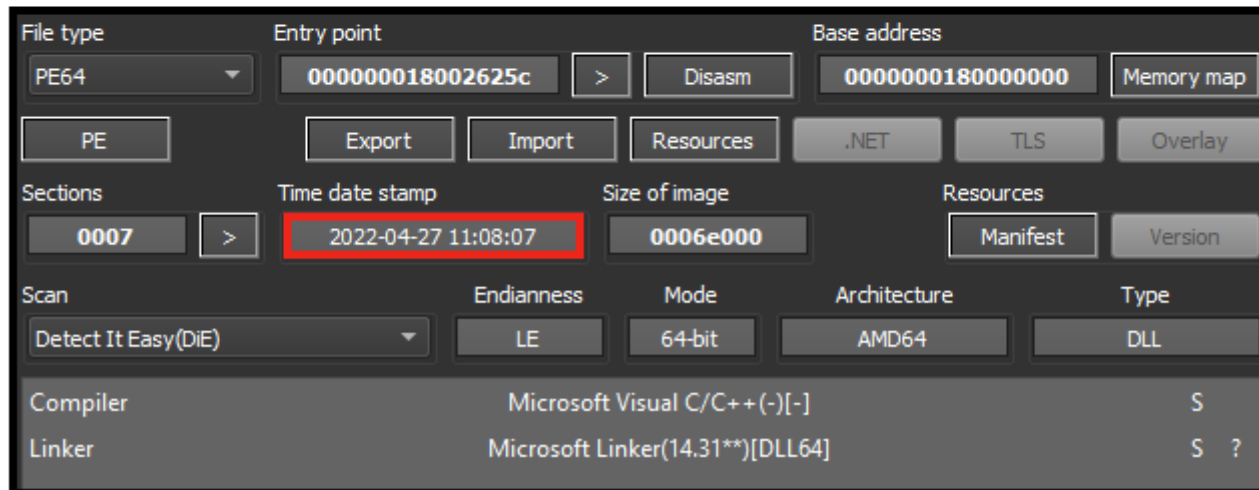 File type Entry point Base address
PE64 000000018002625c > Disasm 0000000180000000 Memory map
PE Export Import Resources .NET TLS Overlay
Sections Time date stamp Size of image Resources
0007 > 2022-04-27 11:08:07 0006e000 Manifest Version
Scan Endianness Mode Architecture Type
Detect It Easy(DiE) LE 64-bit AMD64 DLL
Compiler Microsoft Visual C/C++(-)[-] S
Linker Microsoft Linker(14.31**)[DLL64] S ?